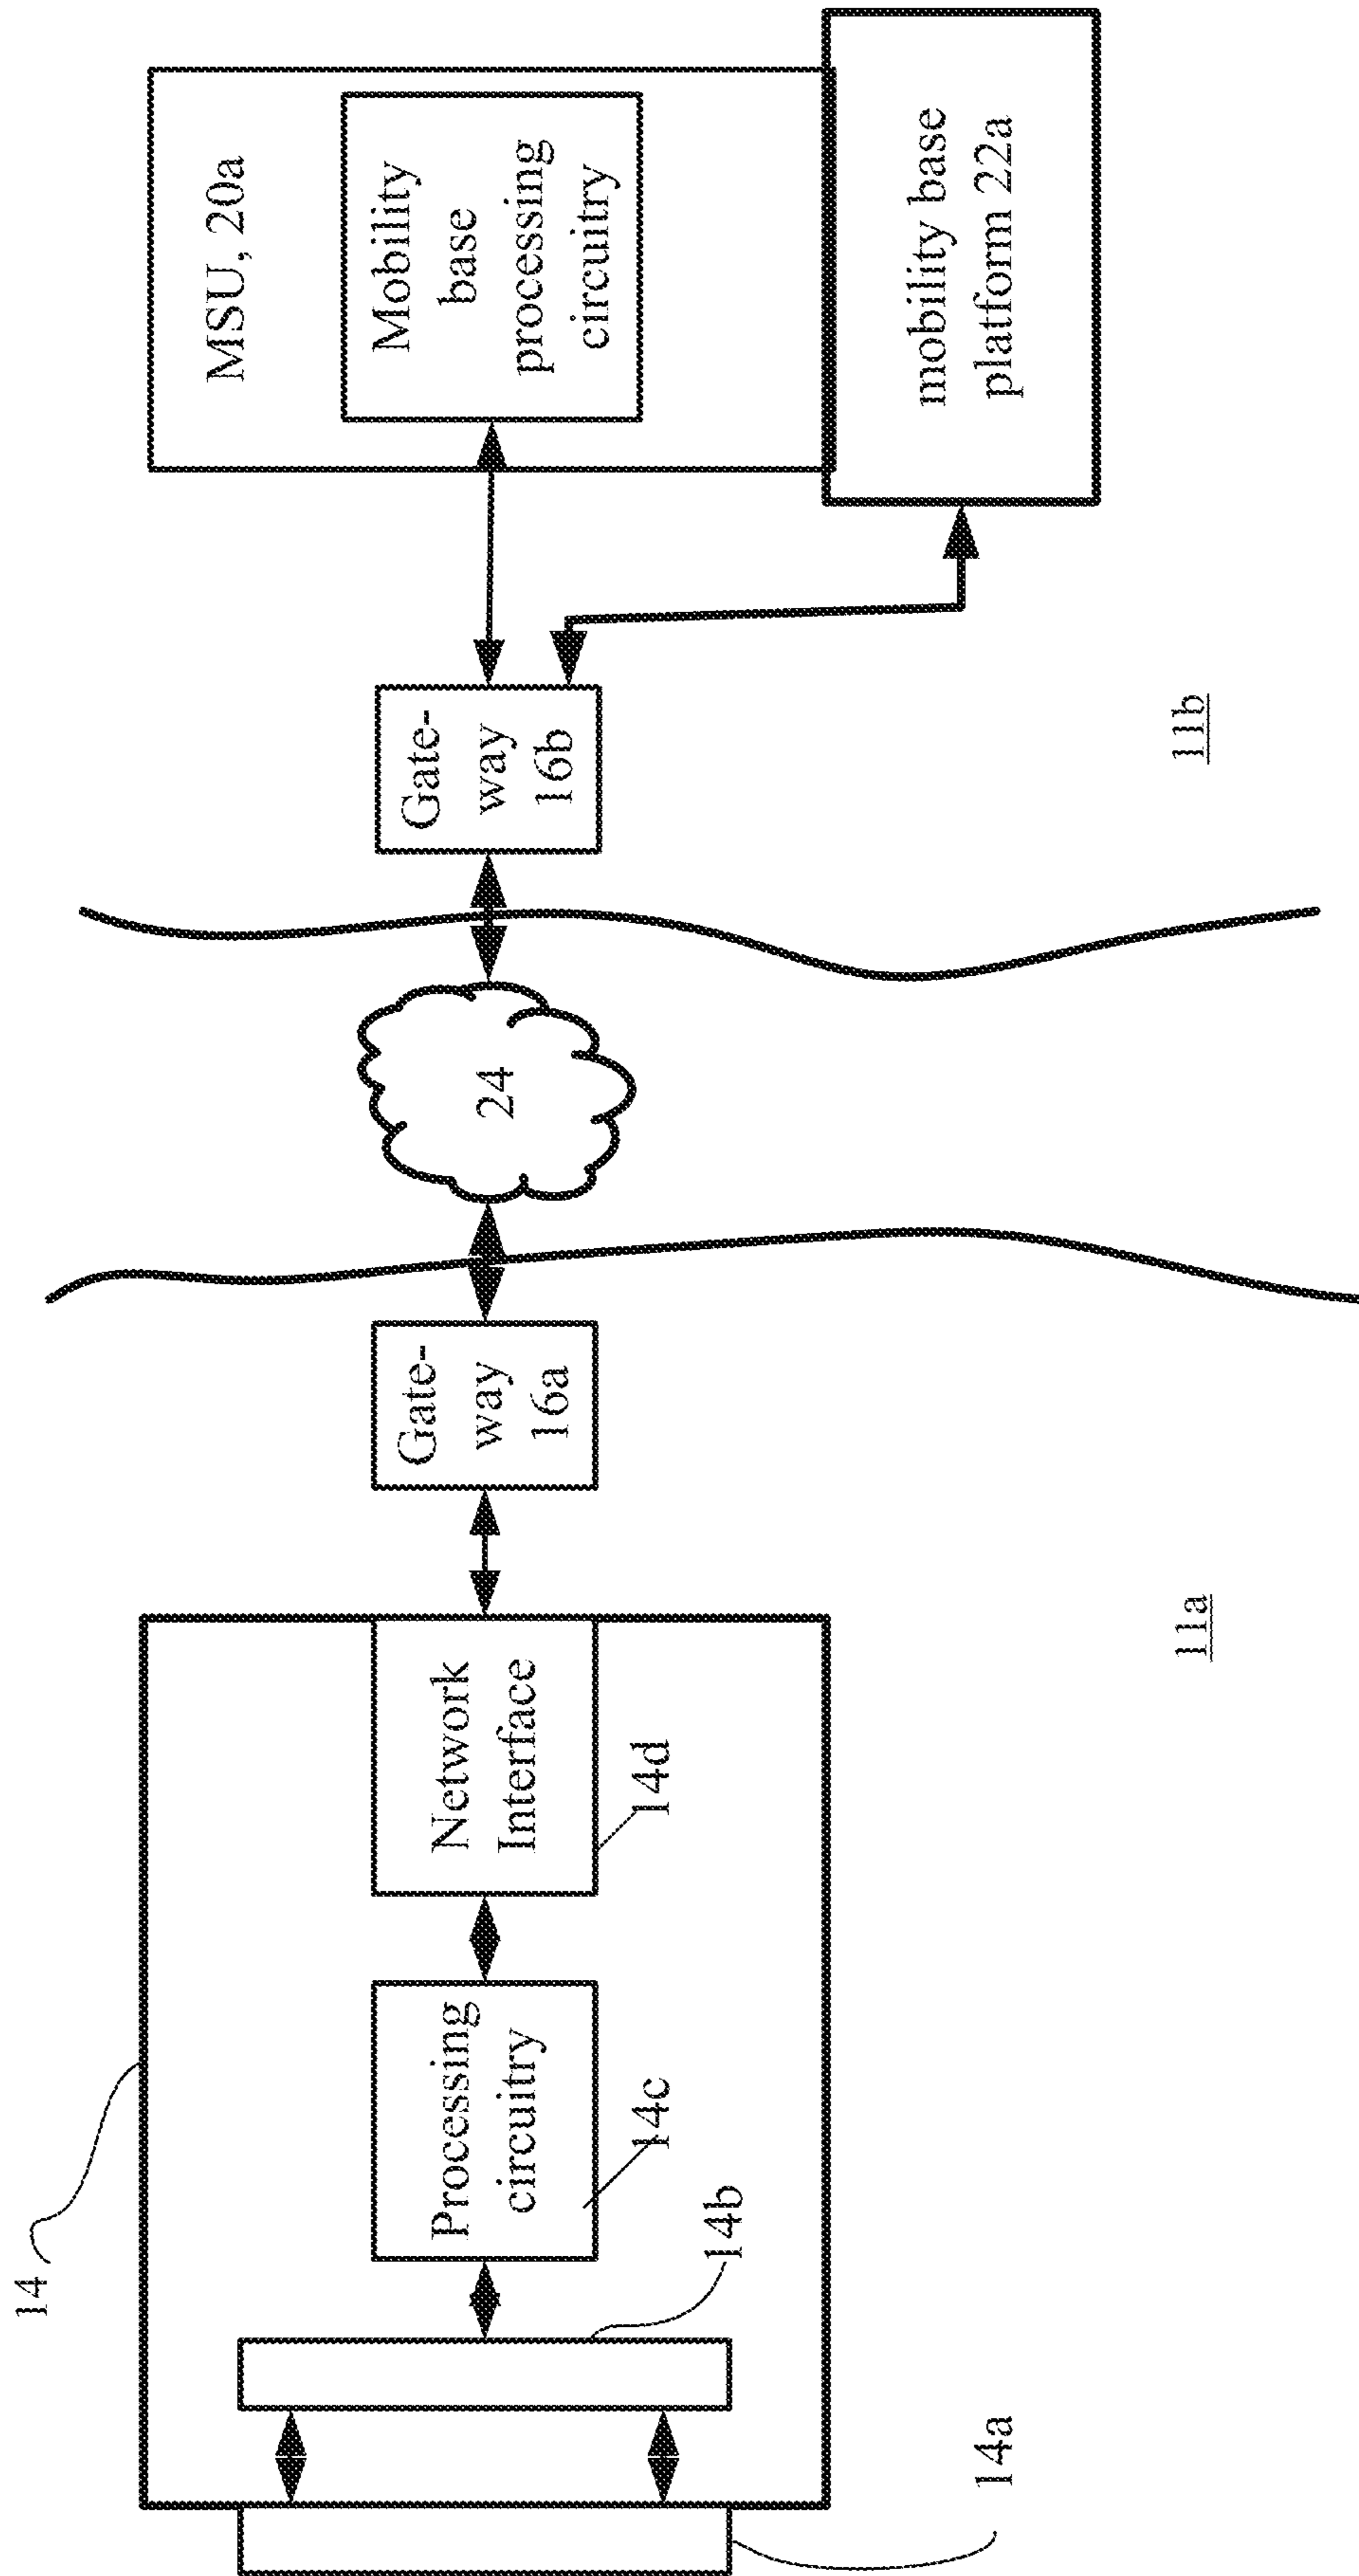 14
14a
14b
Processing
circuitry
14c
Network
Interface
14d
Gate-
way
16a
11a
24
Gate-
way
16b
11b
MSU, 20a
Mobility
base
processing
circuitry
mobility base
platform 22a